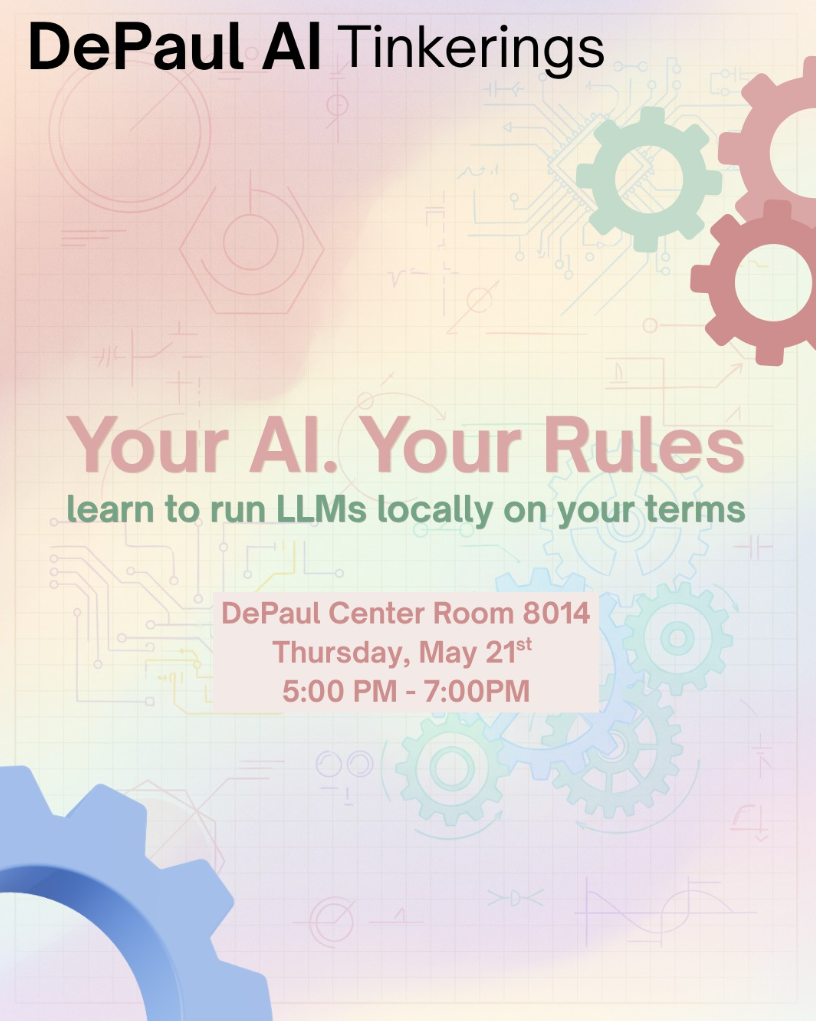 DePaul AI Tinkerings
Your AI. Your Rules
learn to run LLMs locally on your terms
DePaul Center Room 8014
Thursday, May 21st
5:00 PM - 7:00PM